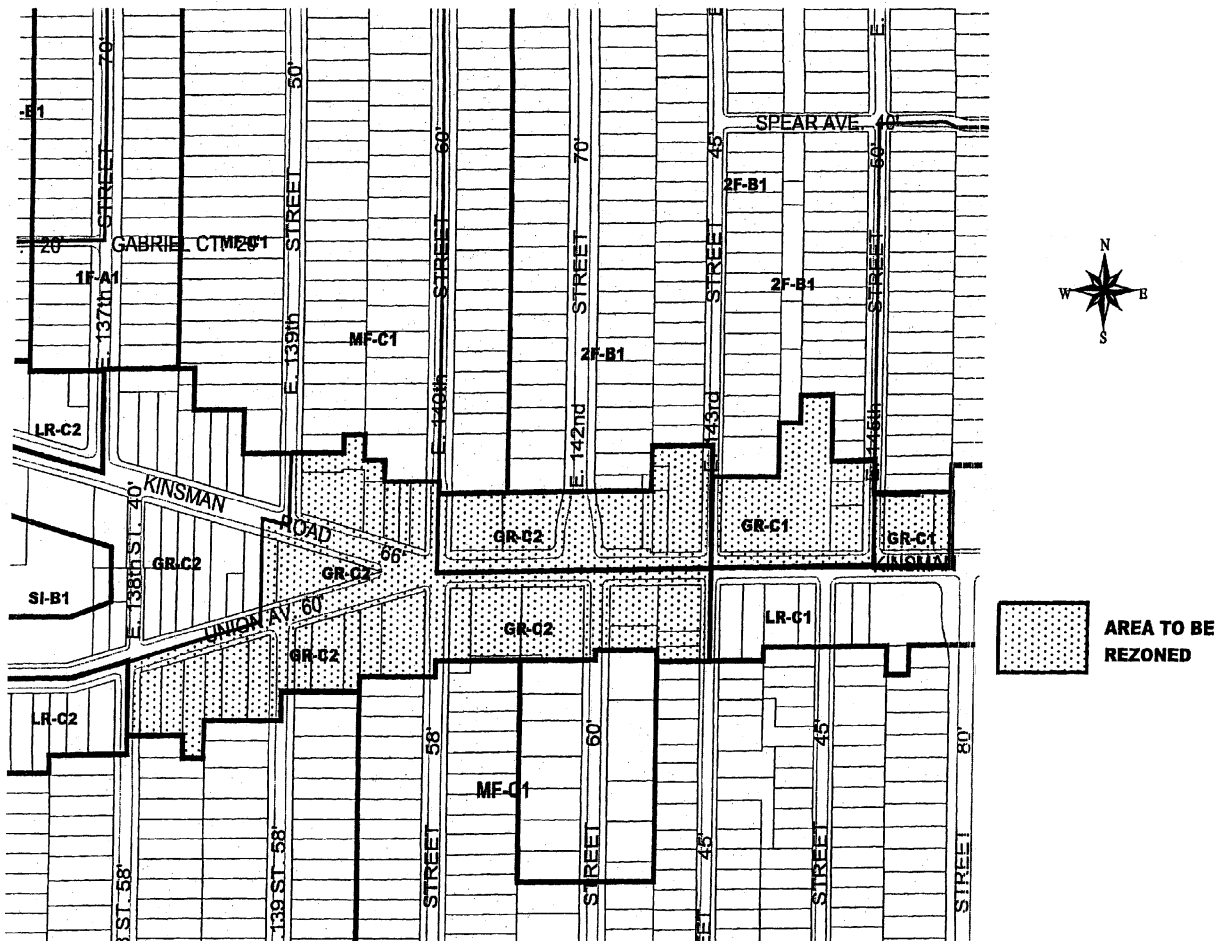 70'
50'
E.
-B1
SPEAR AVE. 40'
60'
70'
45'
50'
2F-B1
STREET
STREET
STREET
STREET
STREET
STREET
20'
GABRIEL CT. 20'
MF-C1
1F-A1
2F-B1
N
W
E
S
E. 137th
E. 139th
MF-C1
2F-B1
E. 140th
E. 142nd
E. 143rd
E. 145th
LR-C2
KINSMAN
ROAD
66'
E. 138th ST. 40'
GR-C2
GR-C2
GR-C2
GR-C1
GR-C1
KINSMAN
SI-B1
UNION AV. 60'
GR-C2
GR-C2
LR-C1
AREA TO BE
REZONED
LR-C2
58'
60'
45'
80'
MF-C1
ST. 58'
139 ST. 58'
STREET
STREET
45'
STREET
STREET